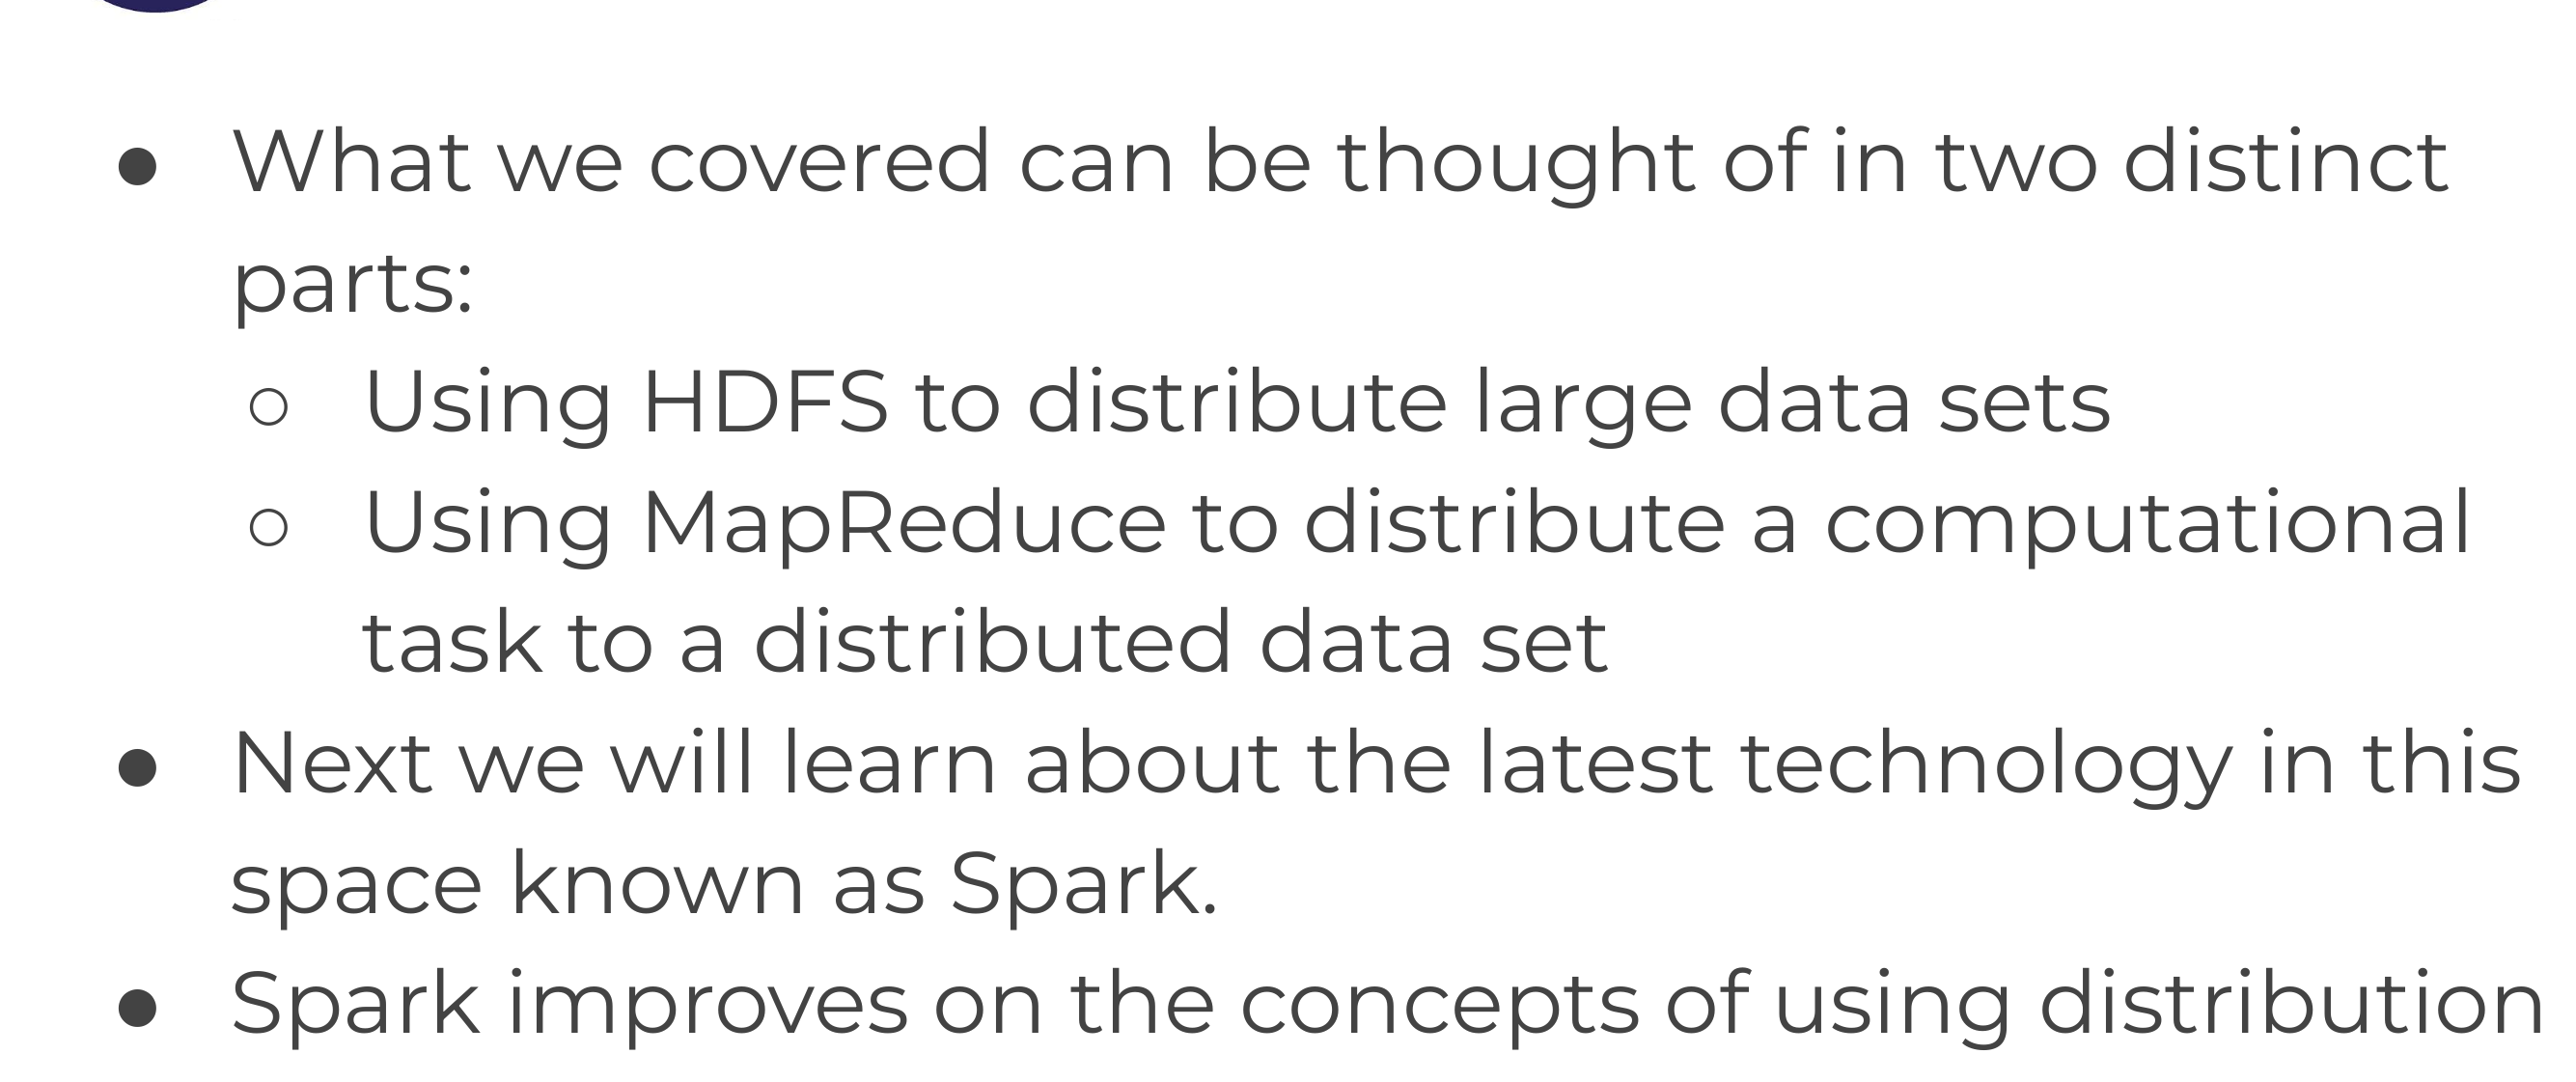 ● What we covered can be thought of in two distinct
parts:
○ Using HDFS to distribute large data sets
○ Using MapReduce to distribute a computational
task to a distributed data set
● Next we will learn about the latest technology in this
space known as Spark.
● Spark improves on the concepts of using distribution